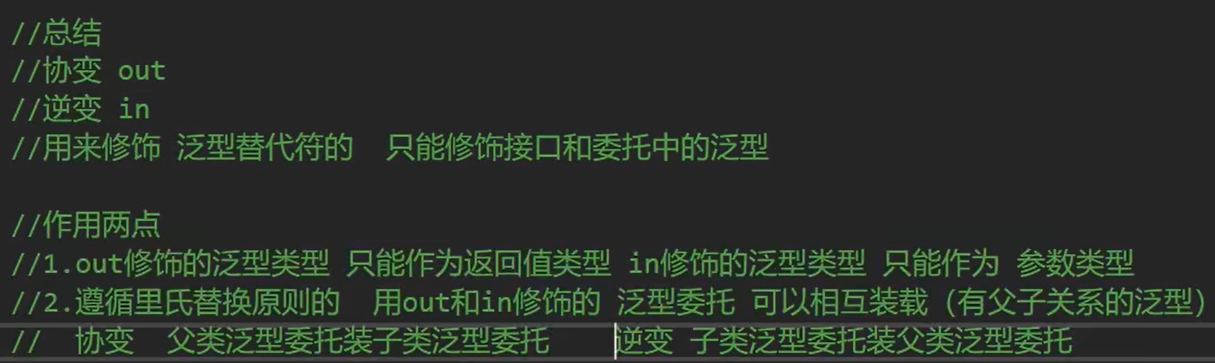 //总结
//协变 out
//逆变 in
//用来修饰 泛型替代符的  只能修饰接口和委托中的泛型
//作用两点
//1.out修饰的泛型类型 只能作为返回值类型 in修饰的泛型类型 只能作为 参数类型
//2.遵循里氏替换原则的  用out和in修饰的 泛型委托 可以相互装载（有父子关系的泛型）
//  协变  父类泛型委托装子类泛型委托    逆变 子类泛型委托装父类泛型委托